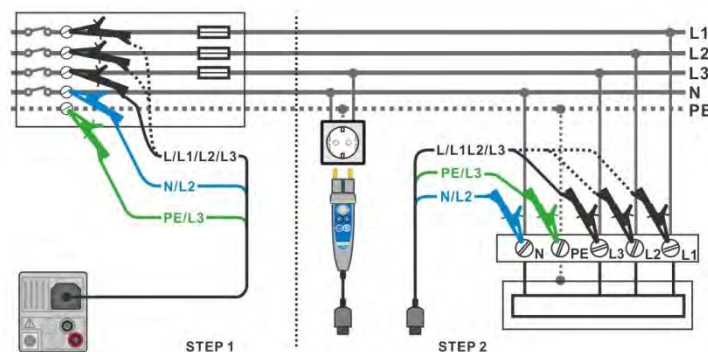 L1
L2
L3
N
PE
L/L1/L2/L3
N/L2
PE/L3
L/L1L2/L3
PE/L3
N/L2
N PE L3 L2 L1
STEP 1 STEP 2